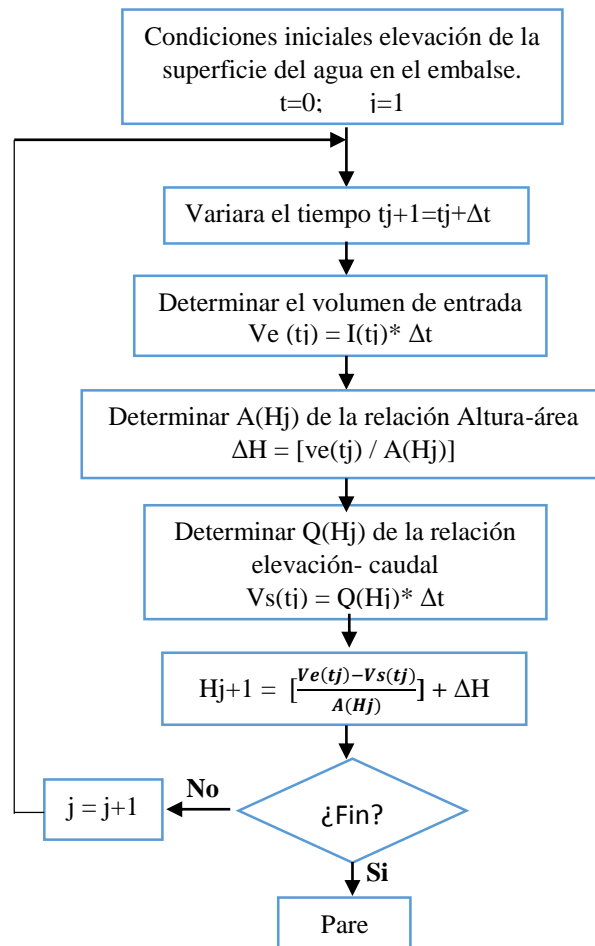 Condiciones iniciales elevación de la
superficie del agua en el embalse.
t=0; j=1
Variara el tiempo tj+1=tj+Δt
Determinar el volumen de entrada
Ve (tj) = I(tj)* Δt
Determinar A(Hj) de la relación Altura-área
ΔH = [ve(tj) / A(Hj)]
Determinar Q(Hj) de la relación
elevación- caudal
Vs(tj) = Q(Hj)* Δt
Hj+1 = [Ve(tj)−Vs(tj) / A(Hj)] + ΔH
¿Fin?
No
j = j+1
Si
Pare